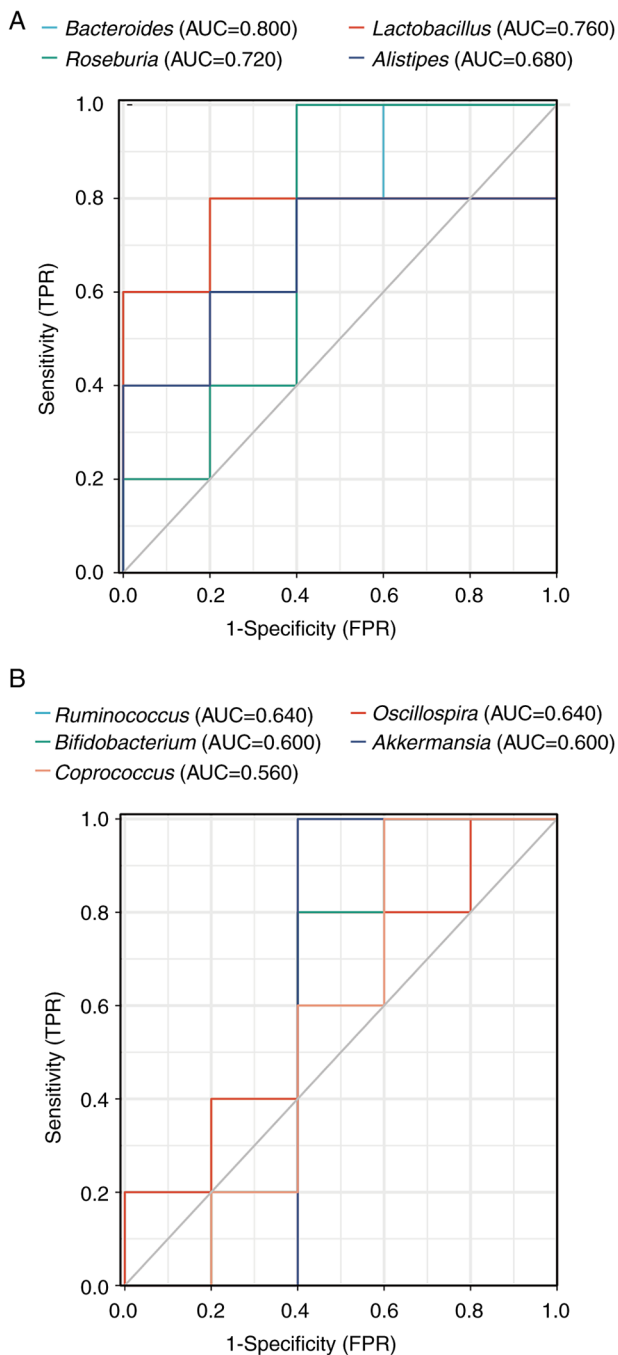 A
Bacteroides (AUC=0.800) Lactobacillus (AUC=0.760)
Roseburia (AUC=0.720) Alistipes (AUC=0.680)
1.0
0.8
0.6
0.4
0.2
0.0
Sensitivity (TPR)
0.0 0.2 0.4 0.6 0.8 1.0
1-Specificity (FPR)
B
Ruminococcus (AUC=0.640) Oscillospira (AUC=0.640)
Bifidobacterium (AUC=0.600) Akkermansia (AUC=0.600)
Coprococcus (AUC=0.560)
1.0
0.8
0.6
0.4
0.2
0.0
Sensitivity (TPR)
0.0 0.2 0.4 0.6 0.8 1.0
1-Specificity (FPR)